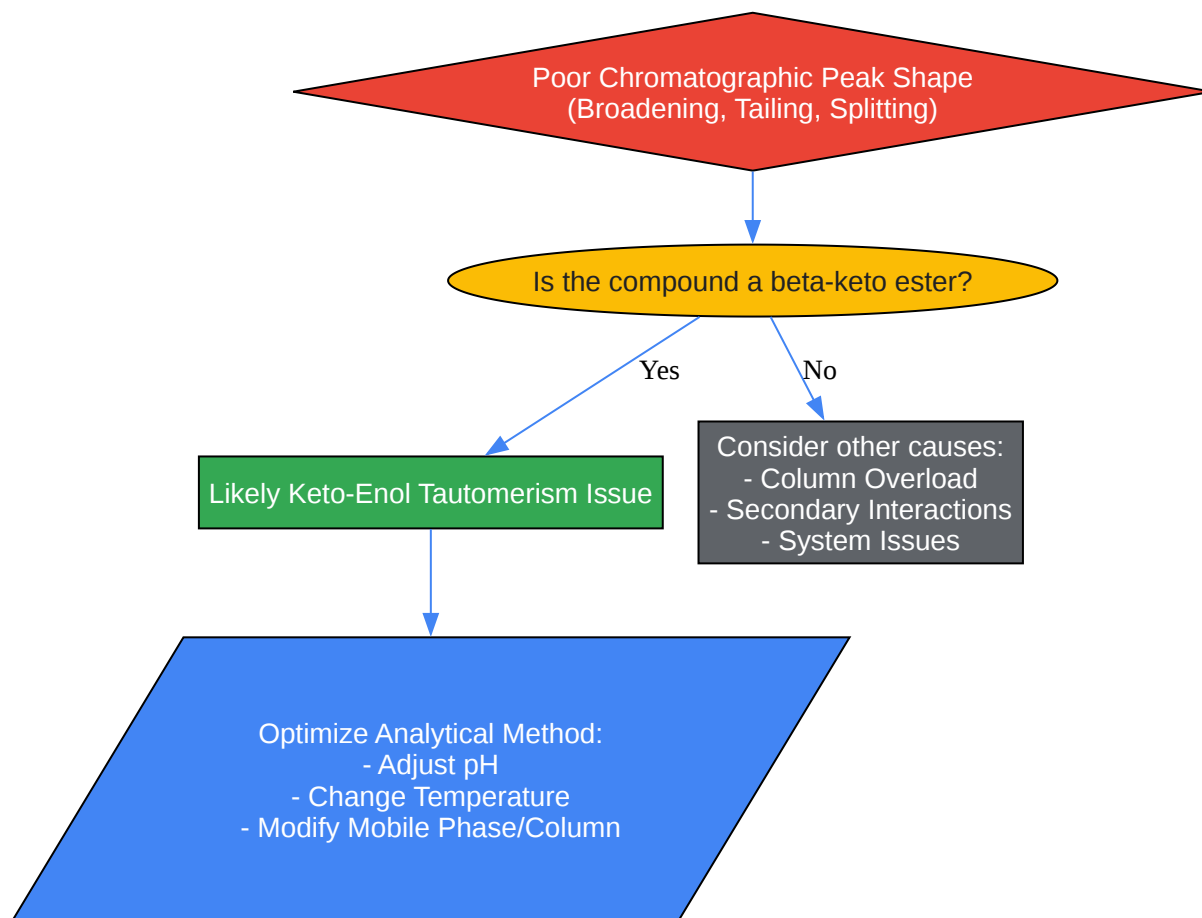 Poor Chromatographic Peak Shape
(Broadening, Tailing, Splitting)
Is the compound a beta-keto ester?
Yes
No
Likely Keto-Enol Tautomerism Issue
Consider other causes:
- Column Overload
- Secondary Interactions
- System Issues
Optimize Analytical Method:
- Adjust pH
- Change Temperature
- Modify Mobile Phase/Column